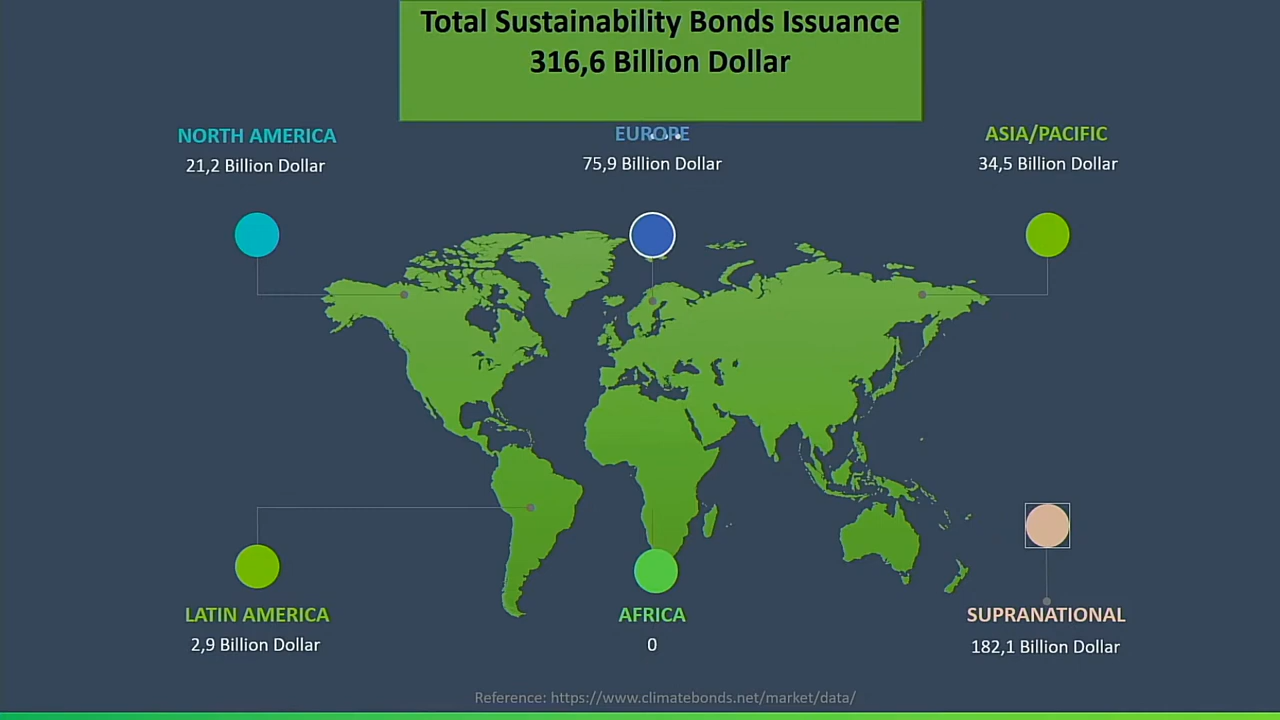 Total Sustainability Bonds Issuance
316,6 Billion Dollar
NORTH AMERICA
21,2 Billion Dollar
EUROPE
75,9 Billion Dollar
ASIA/PACIFIC
34,5 Billion Dollar
LATIN AMERICA
2,9 Billion Dollar
AFRICA
0
SUPRANATIONAL
182,1 Billion Dollar
Reference: https://www.climatebonds.net/market/data/